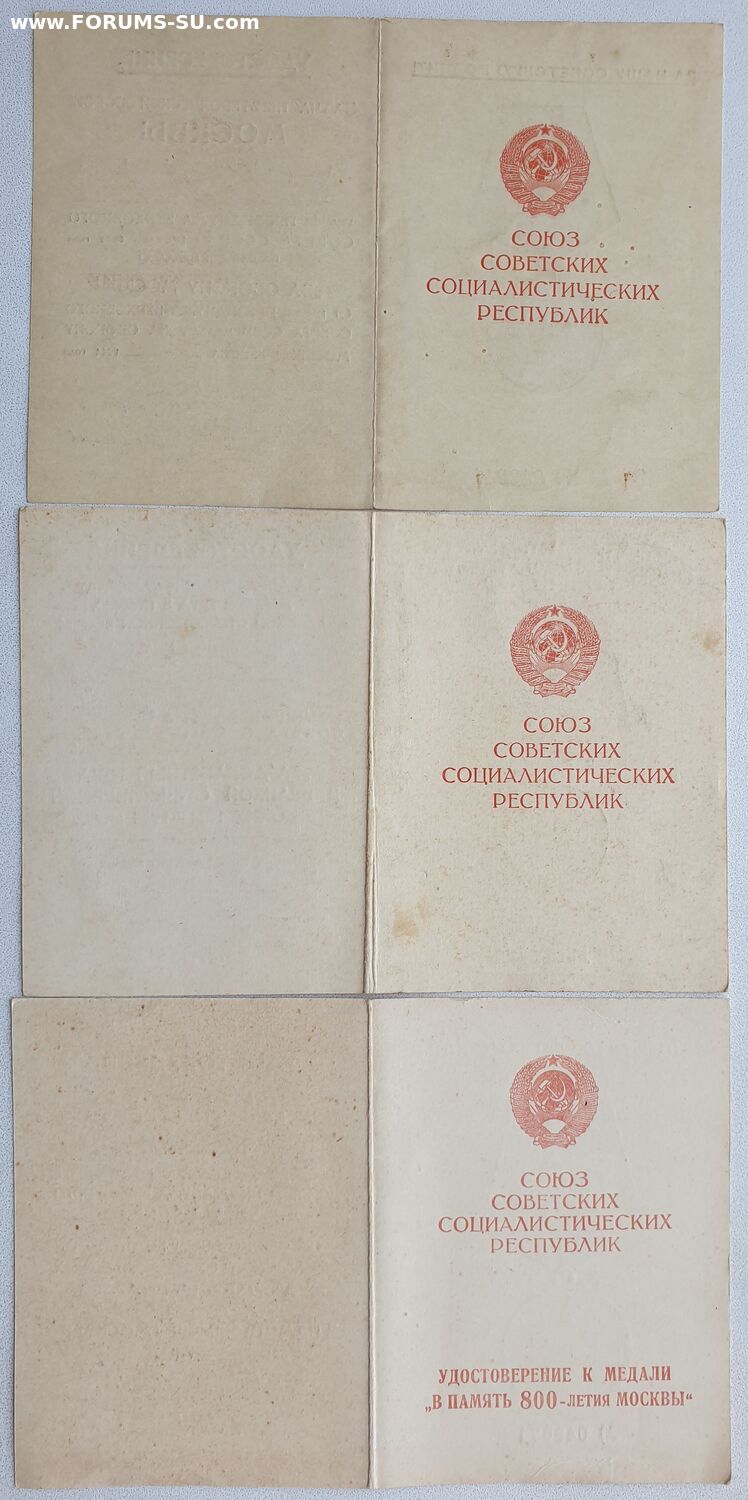 www.FORUMS-SU.com
СОЮЗ
СОВЕТСКИХ
СОЦИАЛИСТИЧЕСКИХ
РЕСПУБЛИК
СОЮЗ
СОВЕТСКИХ
СОЦИАЛИСТИЧЕСКИХ
РЕСПУБЛИК
СОЮЗ
СОВЕТСКИХ
СОЦИАЛИСТИЧЕСКИХ
РЕСПУБЛИК
УДОСТОВЕРЕНИЕ К МЕДАЛИ
„В ПАМЯТЬ 800-ЛЕТИЯ МОСКВЫ“